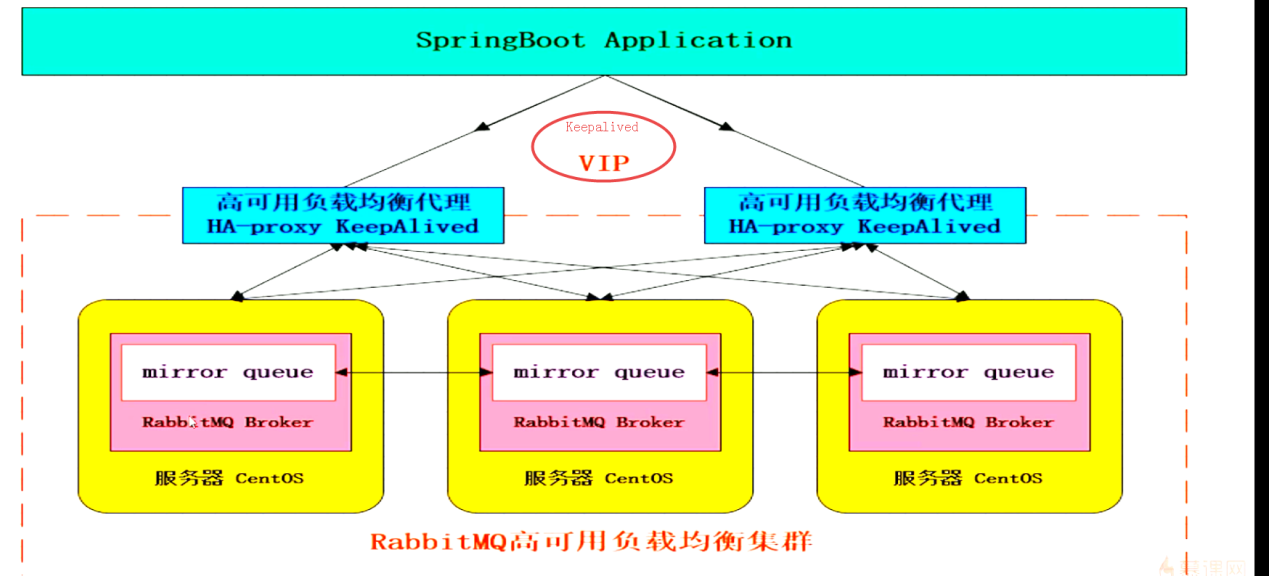 SpringBoot Application
Keepalived
VIP
高可用负载均衡代理
HA-proxy KeepAlived
高可用负载均衡代理
HA-proxy KeepAlived
mirror queue
mirror queue
mirror queue
RabbitMQ Broker
RabbitMQ Broker
RabbitMQ Broker
服务器 CentOS
服务器 CentOS
服务器 CentOS
RabbitMQ高可用负载均衡集群
慕课网